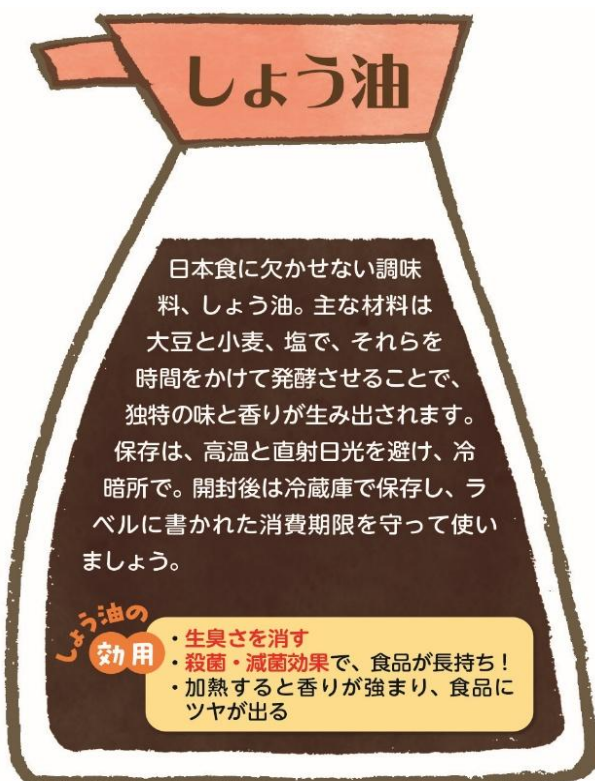 しょう油
日本食に欠かせない調味
料、しょう油。主な材料は
大豆と小麦、塩で、それらを
時間をかけて発酵させることで、
独特の味と香りが生み出されます。
保存は、高温と直射日光を避け、冷
暗所で。開封後は冷蔵庫で保存し、ラ
ベルに書かれた消費期限を守って使い
ましょう。
しょう油の
効用
・生臭さを消す
・殺菌・減菌効果で、食品が長持ち！
・加熱すると香りが強まり、食品に
ツヤが出る